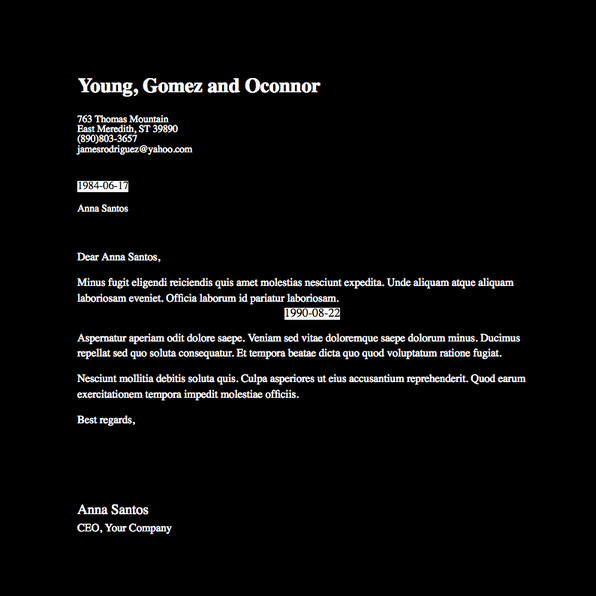 Young, Gomez and Oconnor
763 Thomas Mountain
East Meredith, ST 39890
(890)803-3657
jamesrodriguez@yahoo.com
1984-06-17
Anna Santos
Dear Anna Santos,
Minus fugit eligendi reiciendis quis amet molestias nesciunt expedita. Unde aliquam atque aliquam
laboriosam eveniet. Officia laborum id pariatur laboriosam.
1990-08-22
Aspernatur aperiam odit dolore saepe. Veniam sed vitae doloremque saepe dolorum minus. Ducimus
repellat sed quo soluta consequatur. Et tempora beatae dicta quo quod voluptatum ratione fugiat.
Nesciunt mollitia debitis soluta quis. Culpa asperiores ut eius accusantium reprehenderit. Quod earum
exercitationem tempora impedit molestiae officiis.
Best regards,
Anna Santos
CEO, Your Company